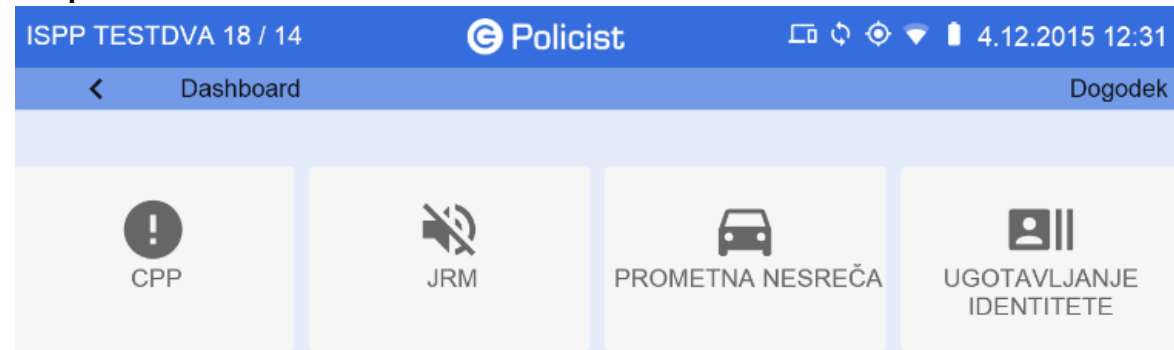 ISPP TESTDVA 18 / 14
e Policist
4.12.2015 12:31
Dashboard
Dogodek
CPP
JRM
PROMETNA NESREČA
UGOTAVLJANJE
IDENTITETE